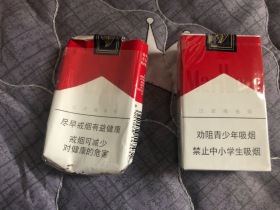 尽早戒烟有益健康
戒烟可减少
对健康的危害
Marlboro
劝阻青少年吸烟
禁止中小学生吸烟